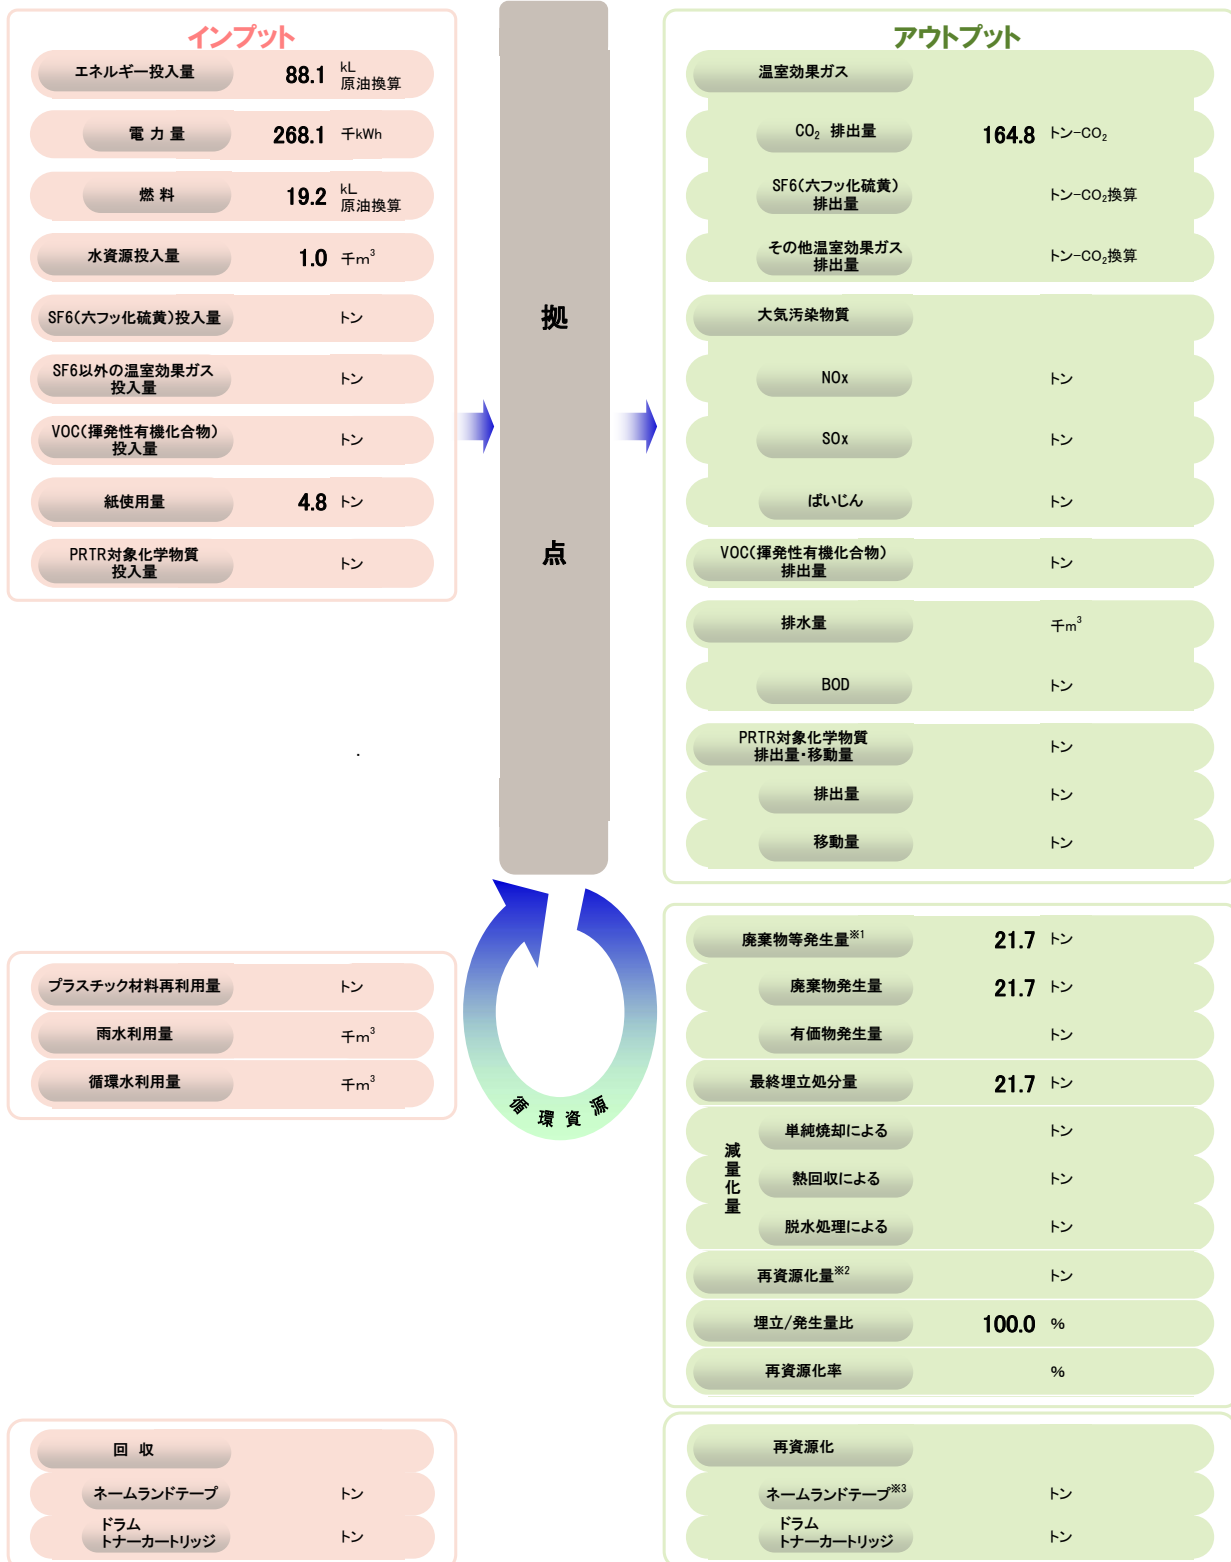 インプット
エネルギー投入量 88.1 kL
原油換算
電 力 量 268.1 千kWh
燃 料 19.2 kL
原油換算
水資源投入量 1.0 千m³
SF6(六フッ化硫黄)投入量 トン
SF6以外の温室効果ガス
投入量 トン
VOC(揮発性有機化合物)
投入量 トン
紙使用量 4.8 トン
PRTR対象化学物質
投入量 トン
拠
点
アウトプット
温室効果ガス
CO₂ 排出量 164.8 トン-CO₂
SF6(六フッ化硫黄)
排出量 トン-CO₂換算
その他温室効果ガス
排出量 トン-CO₂換算
大気汚染物質
NOx トン
SOx トン
ばいじん トン
VOC(揮発性有機化合物)
排出量 トン
排水量 千m³
BOD トン
PRTR対象化学物質
排出量・移動量 トン
排出量 トン
移動量 トン
プラスチック材料再利用量 トン
雨水利用量 千m³
循環水利用量 千m³
循環資源
廃棄物等発生量※1 21.7 トン
廃棄物発生量 21.7 トン
有価物発生量 トン
最終埋立処分量 21.7 トン
減量化量
単純焼却による トン
熱回収による トン
脱水処理による トン
再資源化量※2 トン
埋立/発生量比 100.0 %
再資源化率 %
回 収
ネームランドテープ トン
ドラム
トナーカートリッジ トン
再資源化
ネームランドテープ※3 トン
ドラム
トナーカートリッジ トン